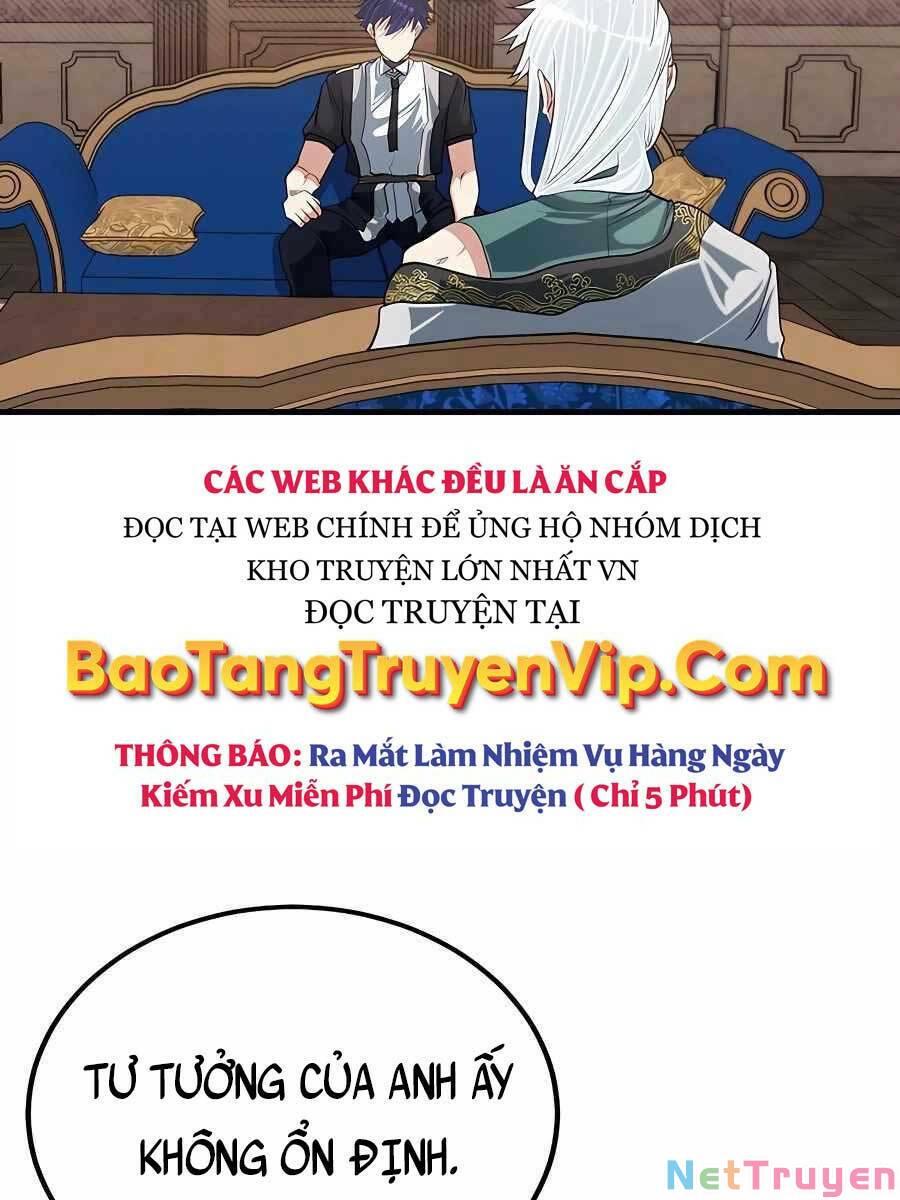 CÁC WEB KHÁC ĐỀU LÀ ĂN CẮP
ĐỌC TẠI WEB CHÍNH ĐỂ ỦNG HỘ NHÓM DỊCH
KHO TRUYỆN LỚN NHẤT VN
ĐỌC TRUYỆN TẠI
BaoTangTruyenVip.Com
THÔNG BÁO: Ra Mắt Làm Nhiệm Vụ Hàng Ngày
Kiếm Xu Miễn Phí Đọc Truyện ( Chỉ 5 Phút)
TƯ TƯỞNG CỦA ANH ẤY
KHÔNG ỔN ĐỊNH.
NetTruyen